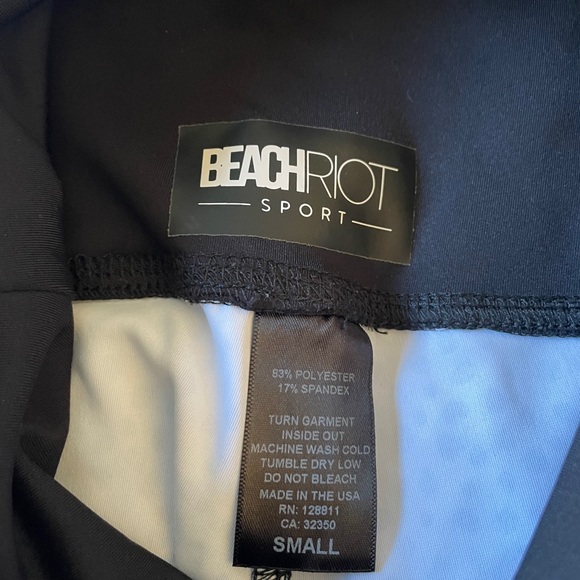 BEACHRIOT
SPORT
83% POLYESTER
17% SPANDEX
TURN GARMENT
INSIDE OUT
MACHINE WASH COLD
TUMBLE DRY LOW
DO NOT BLEACH
MADE IN THE USA
RN: 128811
CA: 32350
SMALL